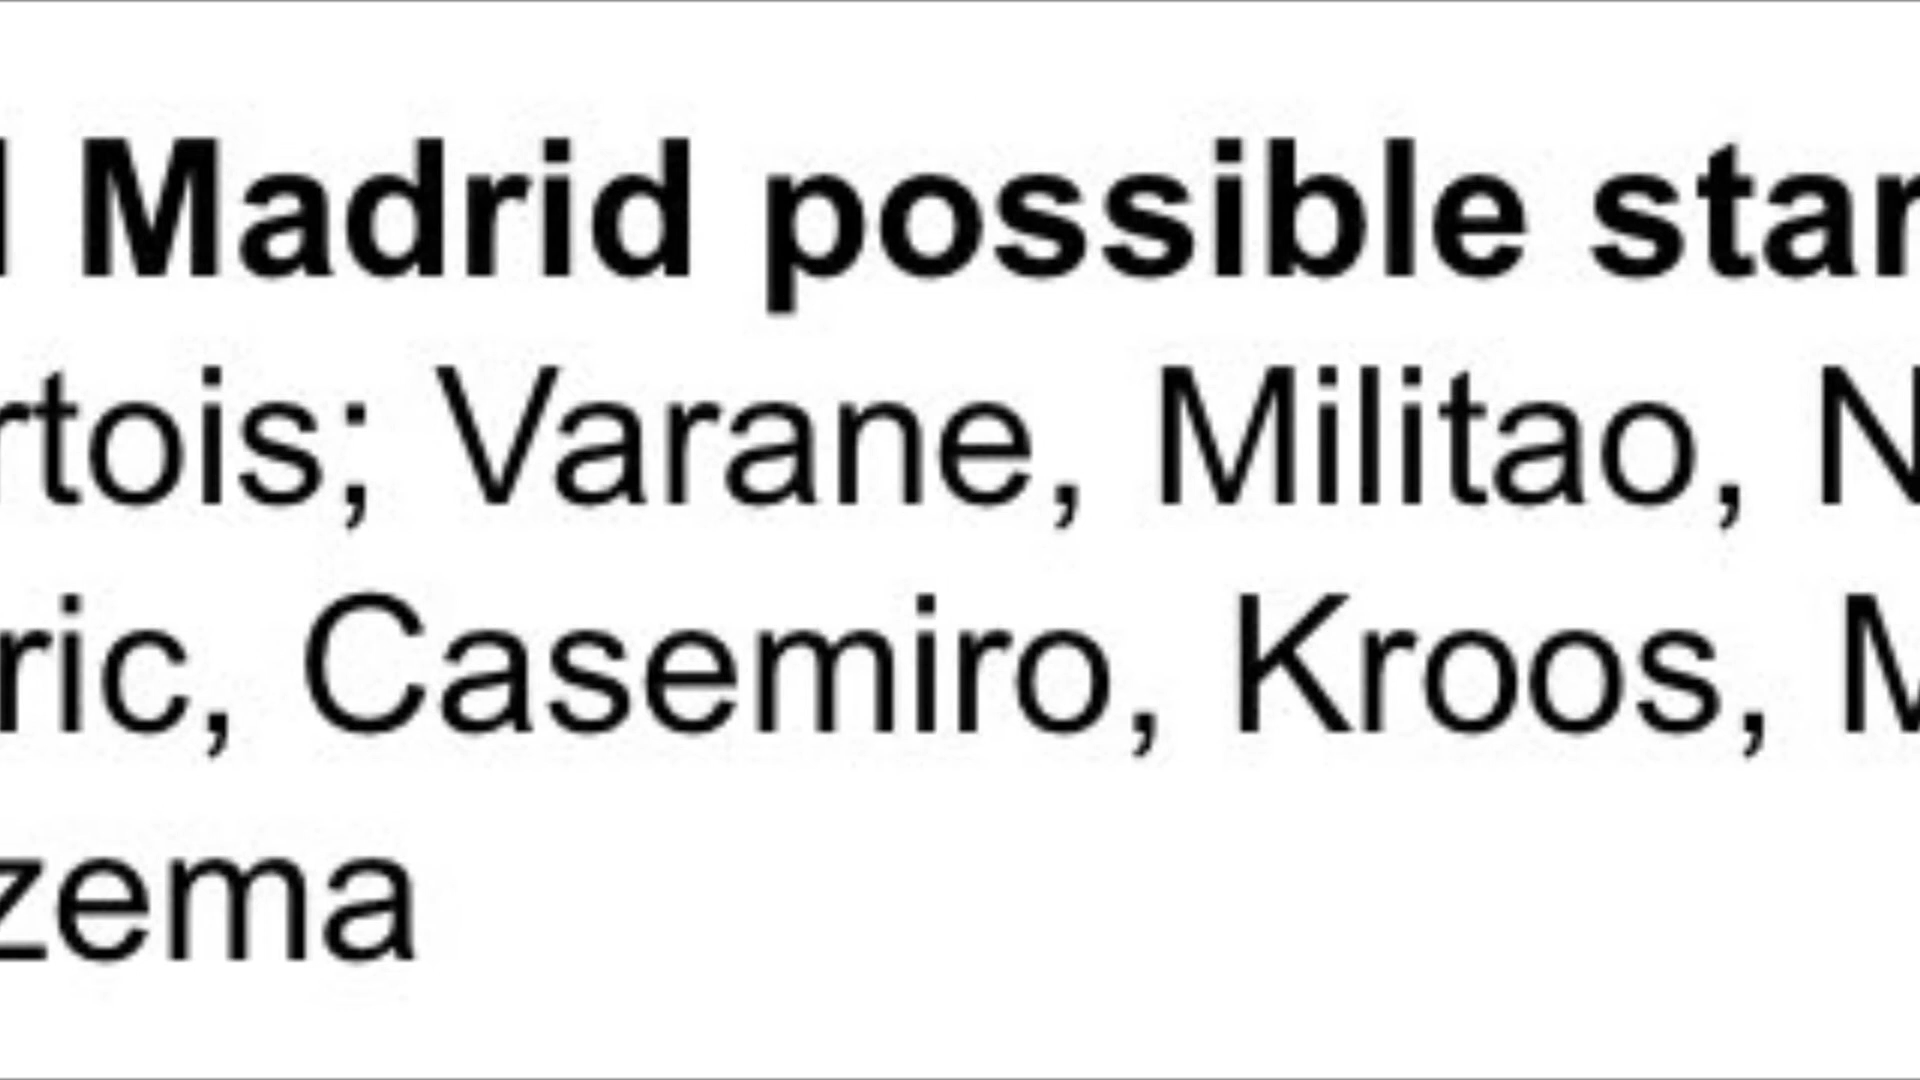 l Madrid possible star
rtois; Varane, Militao, N
ric, Casemiro, Kroos, M
zema